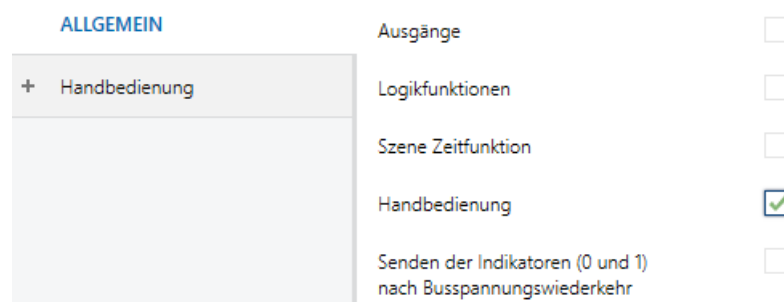 ALLGEMEIN
+ Handbedienung
Ausgänge
Logikfunktionen
Szene Zeitfunktion
Handbedienung
Senden der Indikatoren (0 und 1)
nach Busspannungswiederkehr